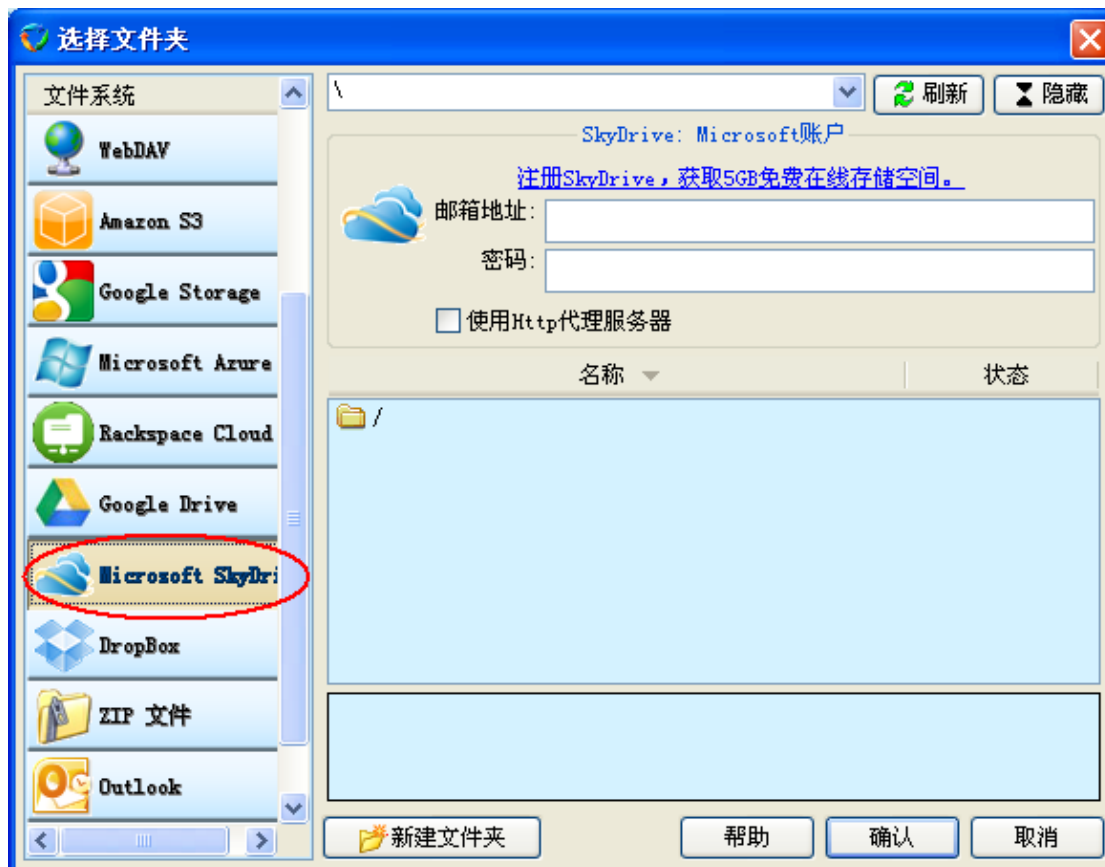 选择文件夹
文件系统
WebDAV
Amazon S3
Google Storage
Microsoft Azure
Rackspace Cloud
Google Drive
Microsoft SkyDri
DropBox
ZIP 文件
Outlook
\
刷新
隐藏
SkyDrive: Microsoft账户
注册SkyDrive，获取5GB免费在线存储空间。
邮箱地址:
密码:
使用Http代理服务器
名称
状态
/
新建文件夹
帮助
确认
取消